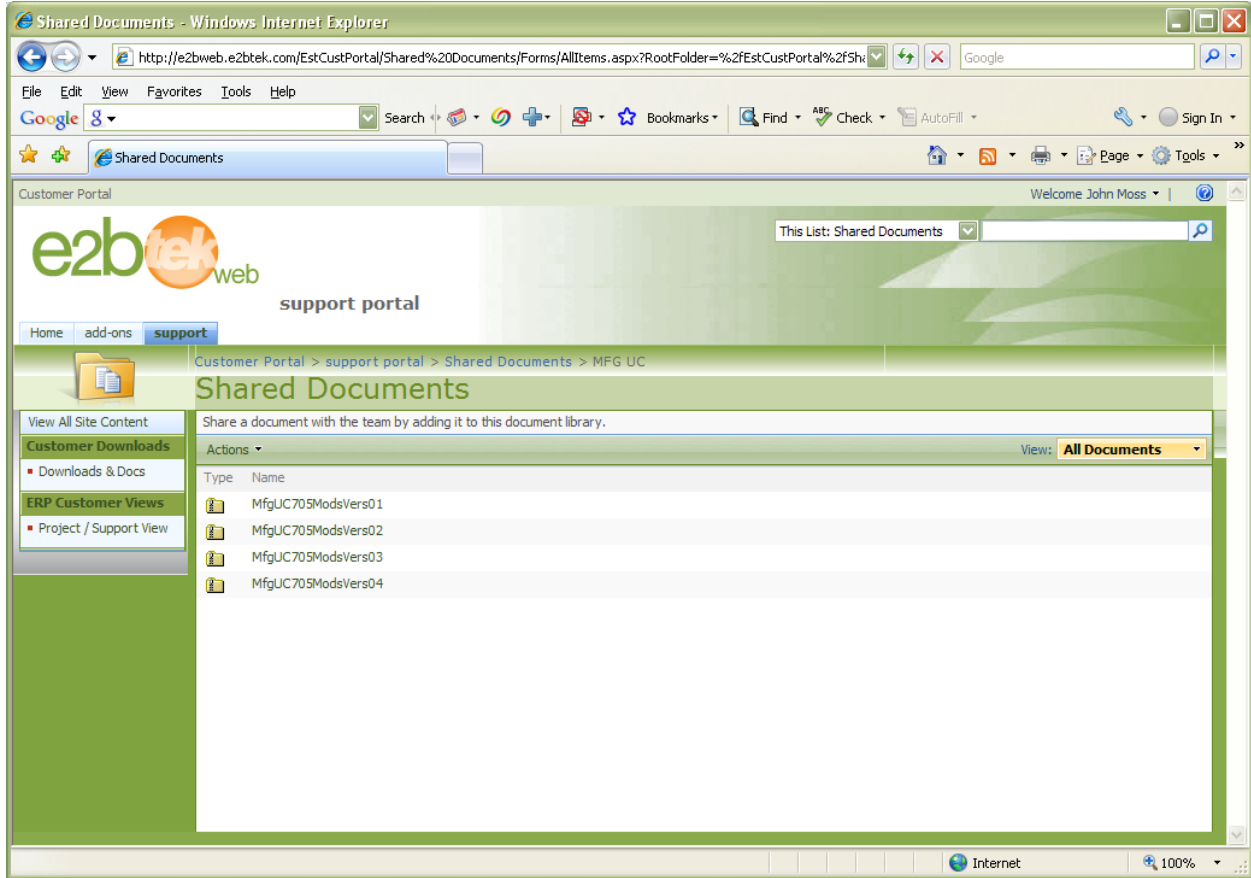 Shared Documents - Windows Internet Explorer
http://e2bweb.e2btek.com/EstCustPortal/Shared%20Documents/Forms/AllItems.aspx?RootFolder=%2fEstCustPortal%2fSha
Google
File Edit View Favorites Tools Help
Google Search Bookmarks Find ABC Check AutoFill Sign In
Shared Documents Page Tools
Customer Portal Welcome John Moss |
This List: Shared Documents
e2btek web
support portal
Home add-ons support
Customer Portal > support portal > Shared Documents > MFG UC
Shared Documents
View All Site Content
Share a document with the team by adding it to this document library.
Customer Downloads
Actions View: All Documents
Downloads & Docs
Type Name
ERP Customer Views
MfgUC705ModsVers01
Project / Support View
MfgUC705ModsVers02
MfgUC705ModsVers03
MfgUC705ModsVers04
Internet 100%